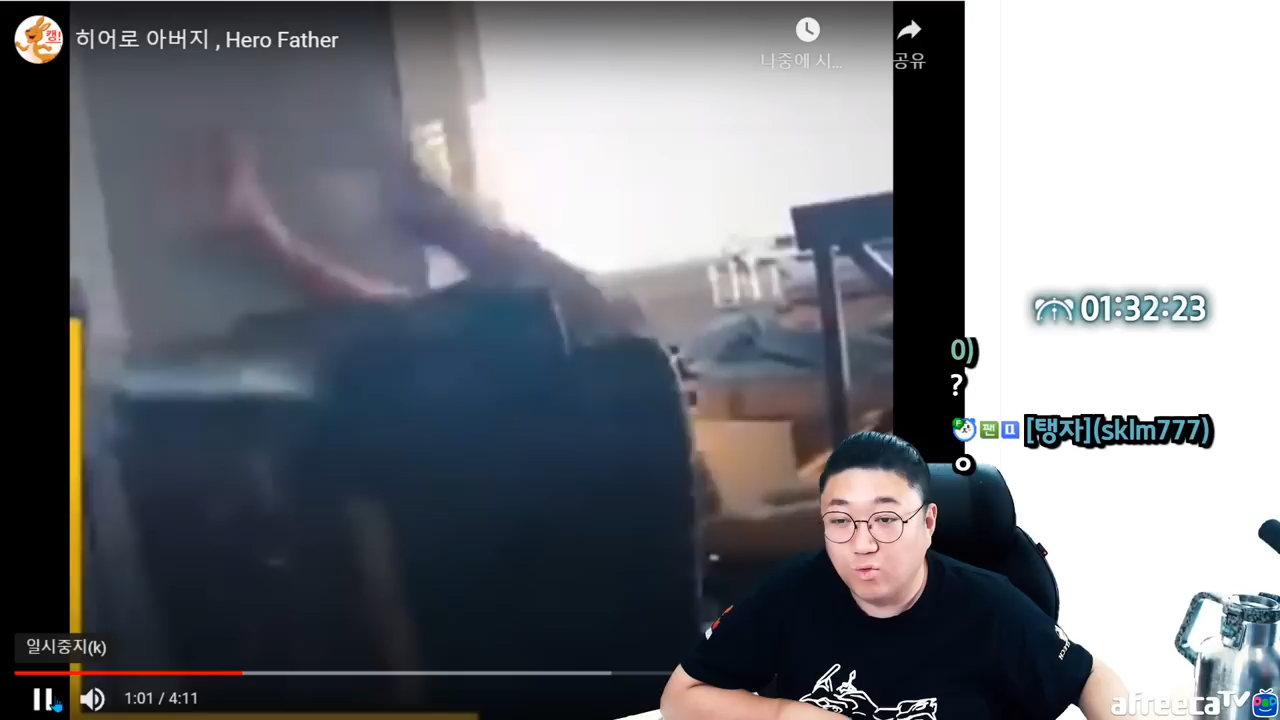 캥!
히어로 아버지 , Hero Father
나중에 시...
공유
01:32:23
0)
?
F 팬 [탱자](sklm777)
o
일시중지(k)
1:01 / 4:11
afreecaTV